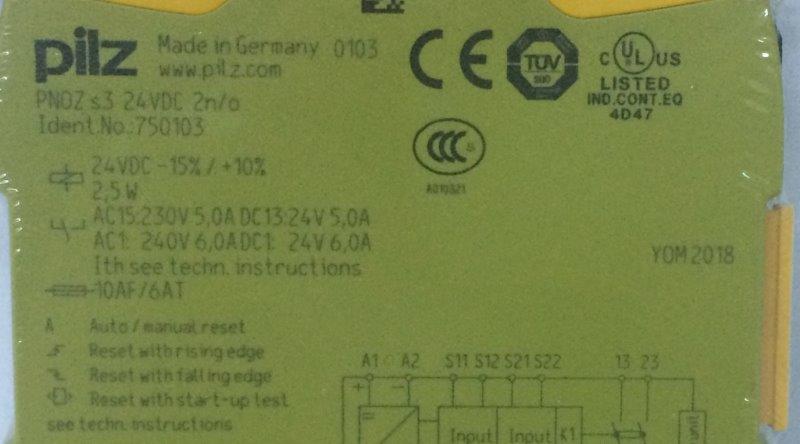 pilz Made in Germany 0103
www.pilz.com
PNOZ s3 24VDC 2n/o
Ident.No.:750103
CE
TÜV
SÜD
C UL US
LISTED
IND.CONT.EQ
4D47
CCC S
A010321
24VDC -15% / +10%
2,5 W
AC15:230V 5,0A DC13:24V 5,0A
AC1: 240V 6,0A DC1: 24V 6,0A
Ith see techn. instructions
10AF/6AT
YOM 2018
A Auto / manual reset
Reset with rising edge
Reset with falling edge
Reset with start-up test
see techn. instructions
A1 A2 S11 S12 S21 S22 13 23
+ -
Input Input K1 unit